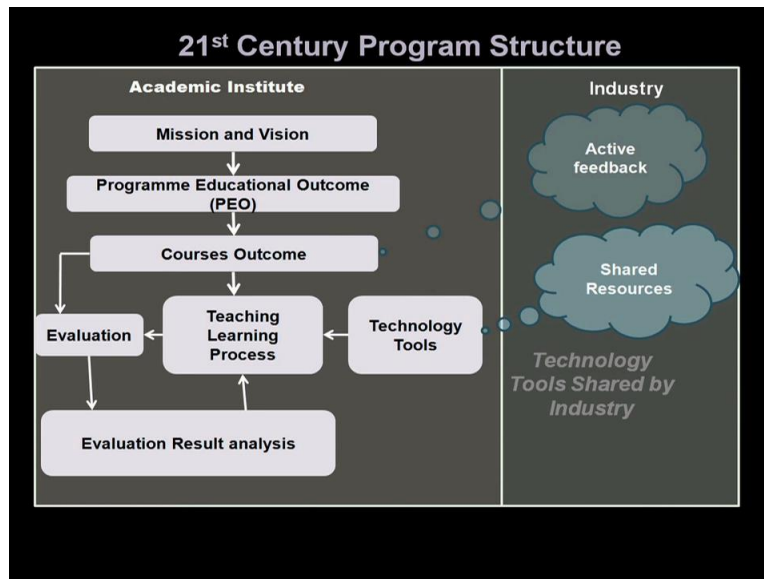 21st Century Program Structure
Academic Institute
Industry
Mission and Vision
Programme Educational Outcome
(PEO)
Courses Outcome
Evaluation
Teaching
Learning
Process
Technology
Tools
Evaluation Result analysis
Active
feedback
Shared
Resources
Technology
Tools Shared by
Industry